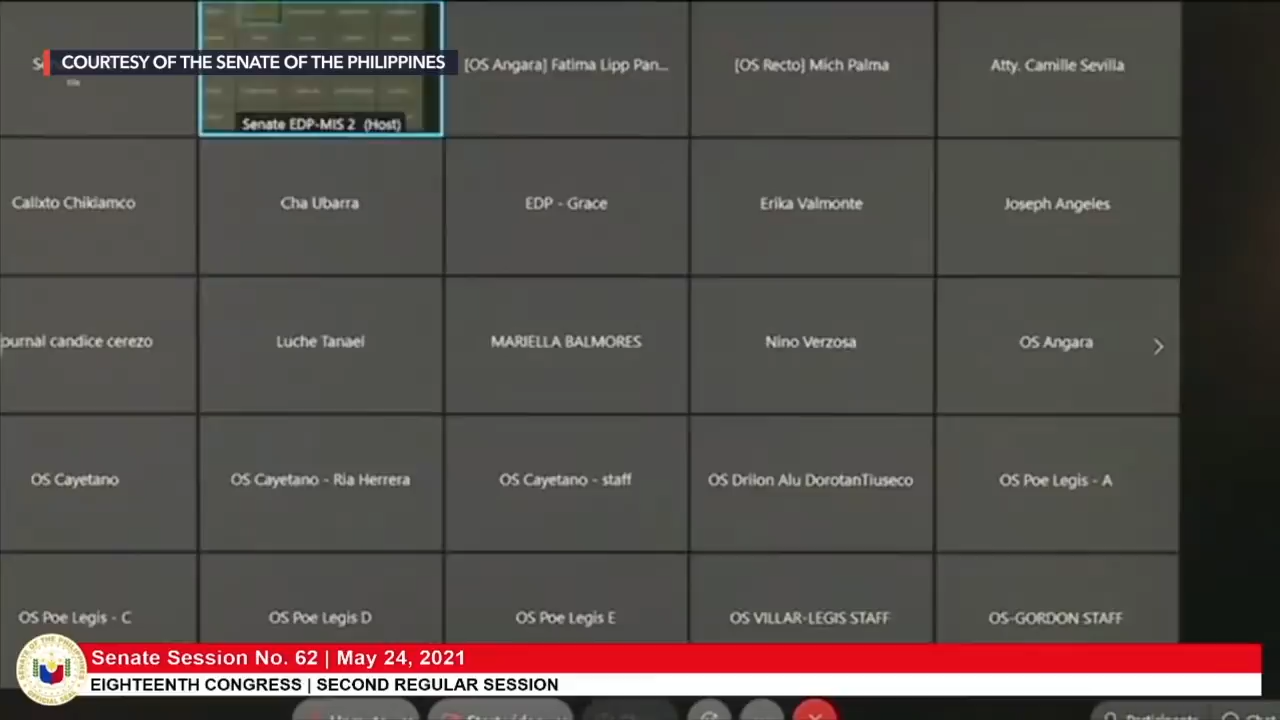 COURTESY OF THE SENATE OF THE PHILIPPINES
[OS Angara] Fatima Lipp Pan...
[OS Recto] Mich Palma
Atty. Camille Sevilla
Senate EDP-MIS 2 (Host)
Calixto Chikiamco
Cha Ubarra
EDP - Grace
Erika Valmonte
Joseph Angeles
journal candice cerezo
Luche Tanael
MARIELLA BALMORES
Nino Verzosa
OS Angara
OS Cayetano
OS Cayetano - Ria Herrera
OS Cayetano - staff
OS Drilon Alu DorotanTiuseco
OS Poe Legis - A
OS Poe Legis - C
OS Poe Legis D
OS Poe Legis E
OS VILLAR-LEGIS STAFF
OS-GORDON STAFF
Senate Session No. 62 | May 24, 2021
EIGHTEENTH CONGRESS | SECOND REGULAR SESSION